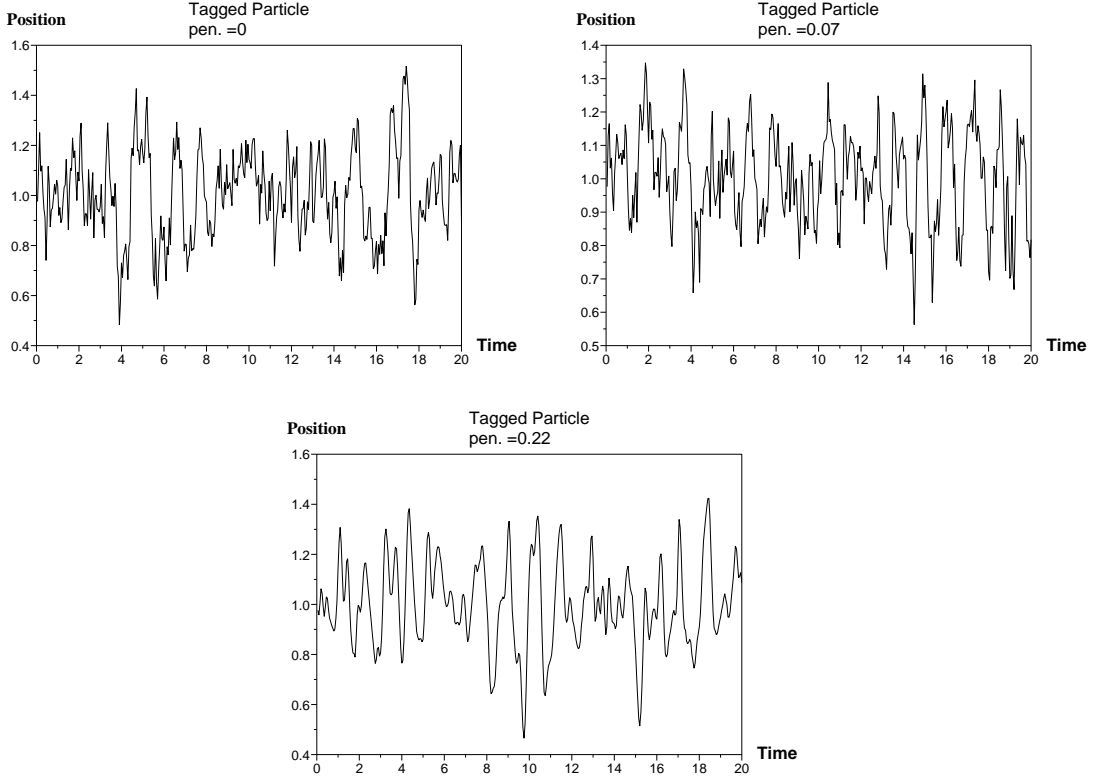 Tagged Particle
Position
pen. =0
1.6
1.4
1.2
1.0
0.8
0.6
0.4
0 2 4 6 8 10 12 14 16 18 20
Time
Tagged Particle
Position
pen. =0.07
1.4
1.3
1.2
1.1
1.0
0.9
0.8
0.7
0.6
0.5
0 2 4 6 8 10 12 14 16 18 20
Time
Tagged Particle
Position
pen. =0.22
1.6
1.4
1.2
1.0
0.8
0.6
0.4
0 2 4 6 8 10 12 14 16 18 20
Time